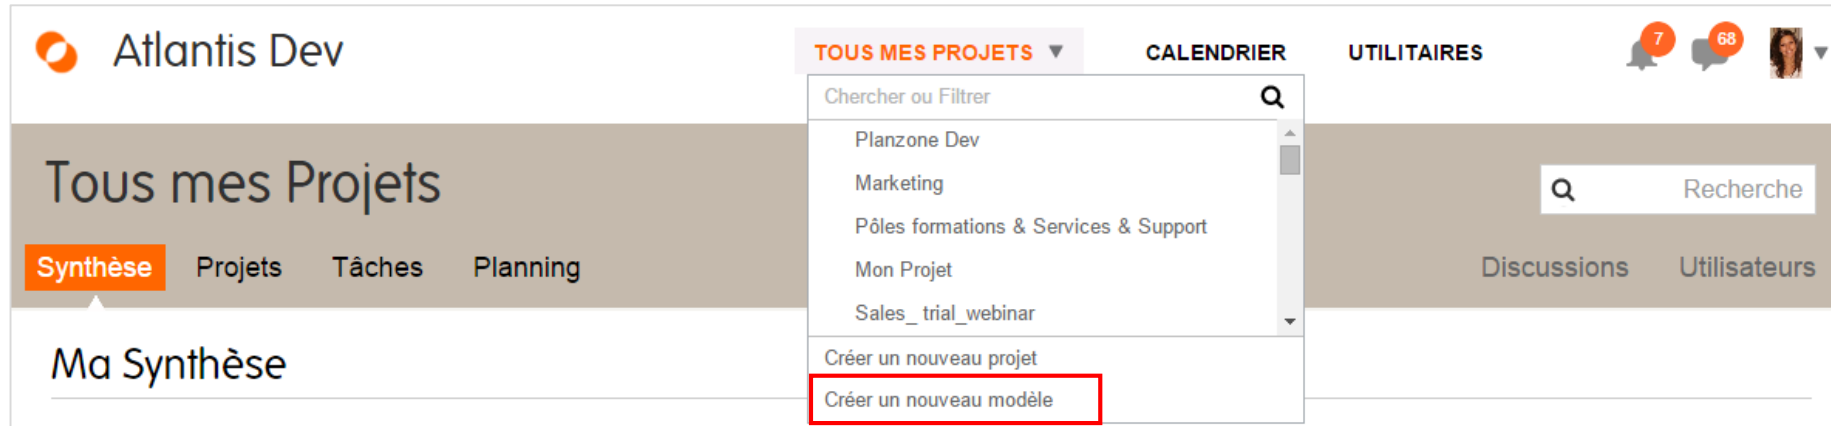 Atlantis Dev
TOUS MES PROJETS ▼ CALENDRIER UTILITAIRES 7 68
Chercher ou Filtrer
Planzone Dev
Tous mes Projets
Marketing
Recherche
Pôles formations & Services & Support
Synthèse Projets Tâches Planning
Mon Projet
Discussions Utilisateurs
Sales_ trial_webinar
Ma Synthèse
Créer un nouveau projet
Créer un nouveau modèle